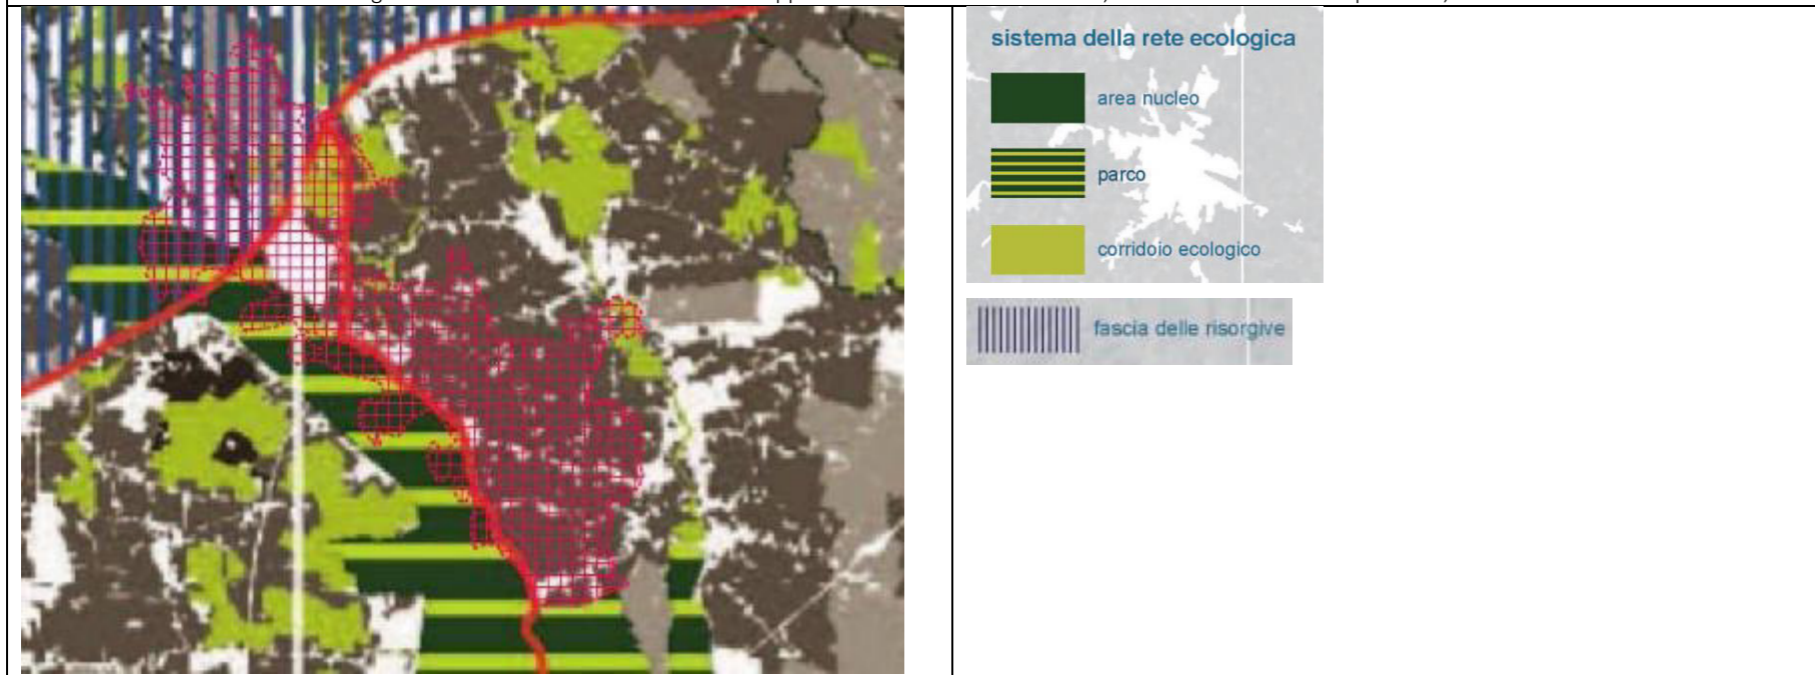 sistema della rete ecologica
area nucleo
parco
corridoio ecologico
fascia delle risorgive